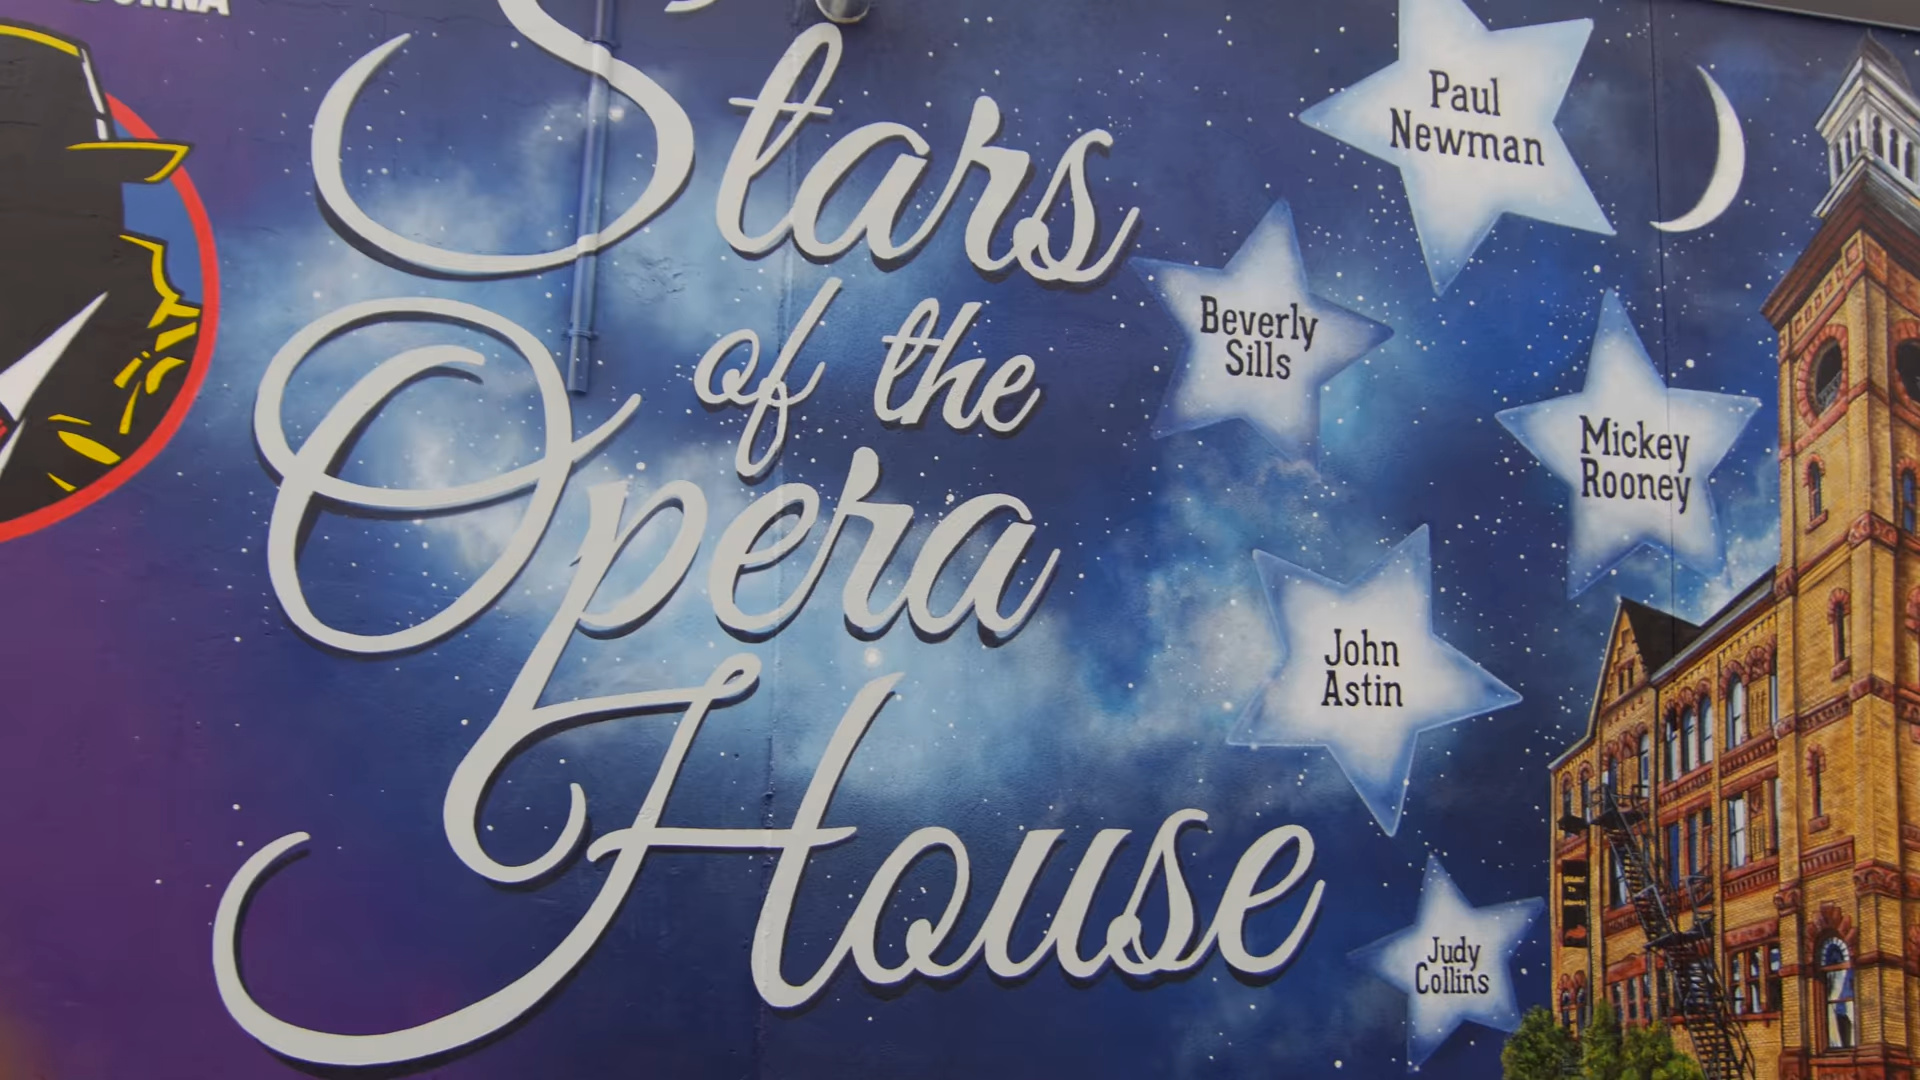 Stars
of the
Opera
House
Paul
Newman
Beverly
Sills
Mickey
Rooney
John
Astin
Judy
Collins